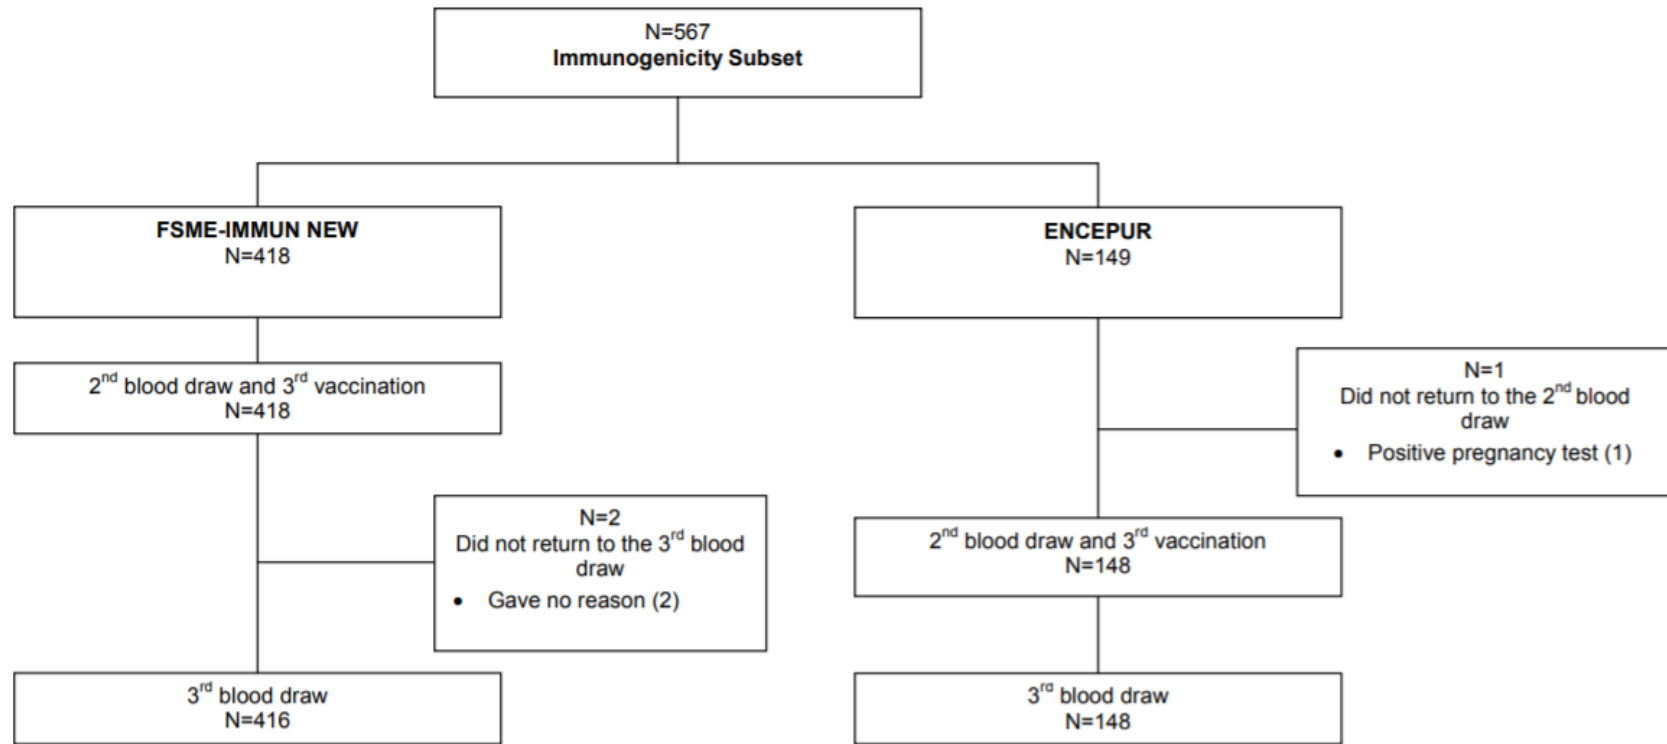 N=567
Immunogenicity Subset
FSME-IMMUN NEW
N=418
ENCEPUR
N=149
2nd blood draw and 3rd vaccination
N=418
N=1
Did not return to the 2nd blood
draw
• Positive pregnancy test (1)
N=2
Did not return to the 3rd blood
draw
• Gave no reason (2)
2nd blood draw and 3rd vaccination
N=148
3rd blood draw
N=416
3rd blood draw
N=148